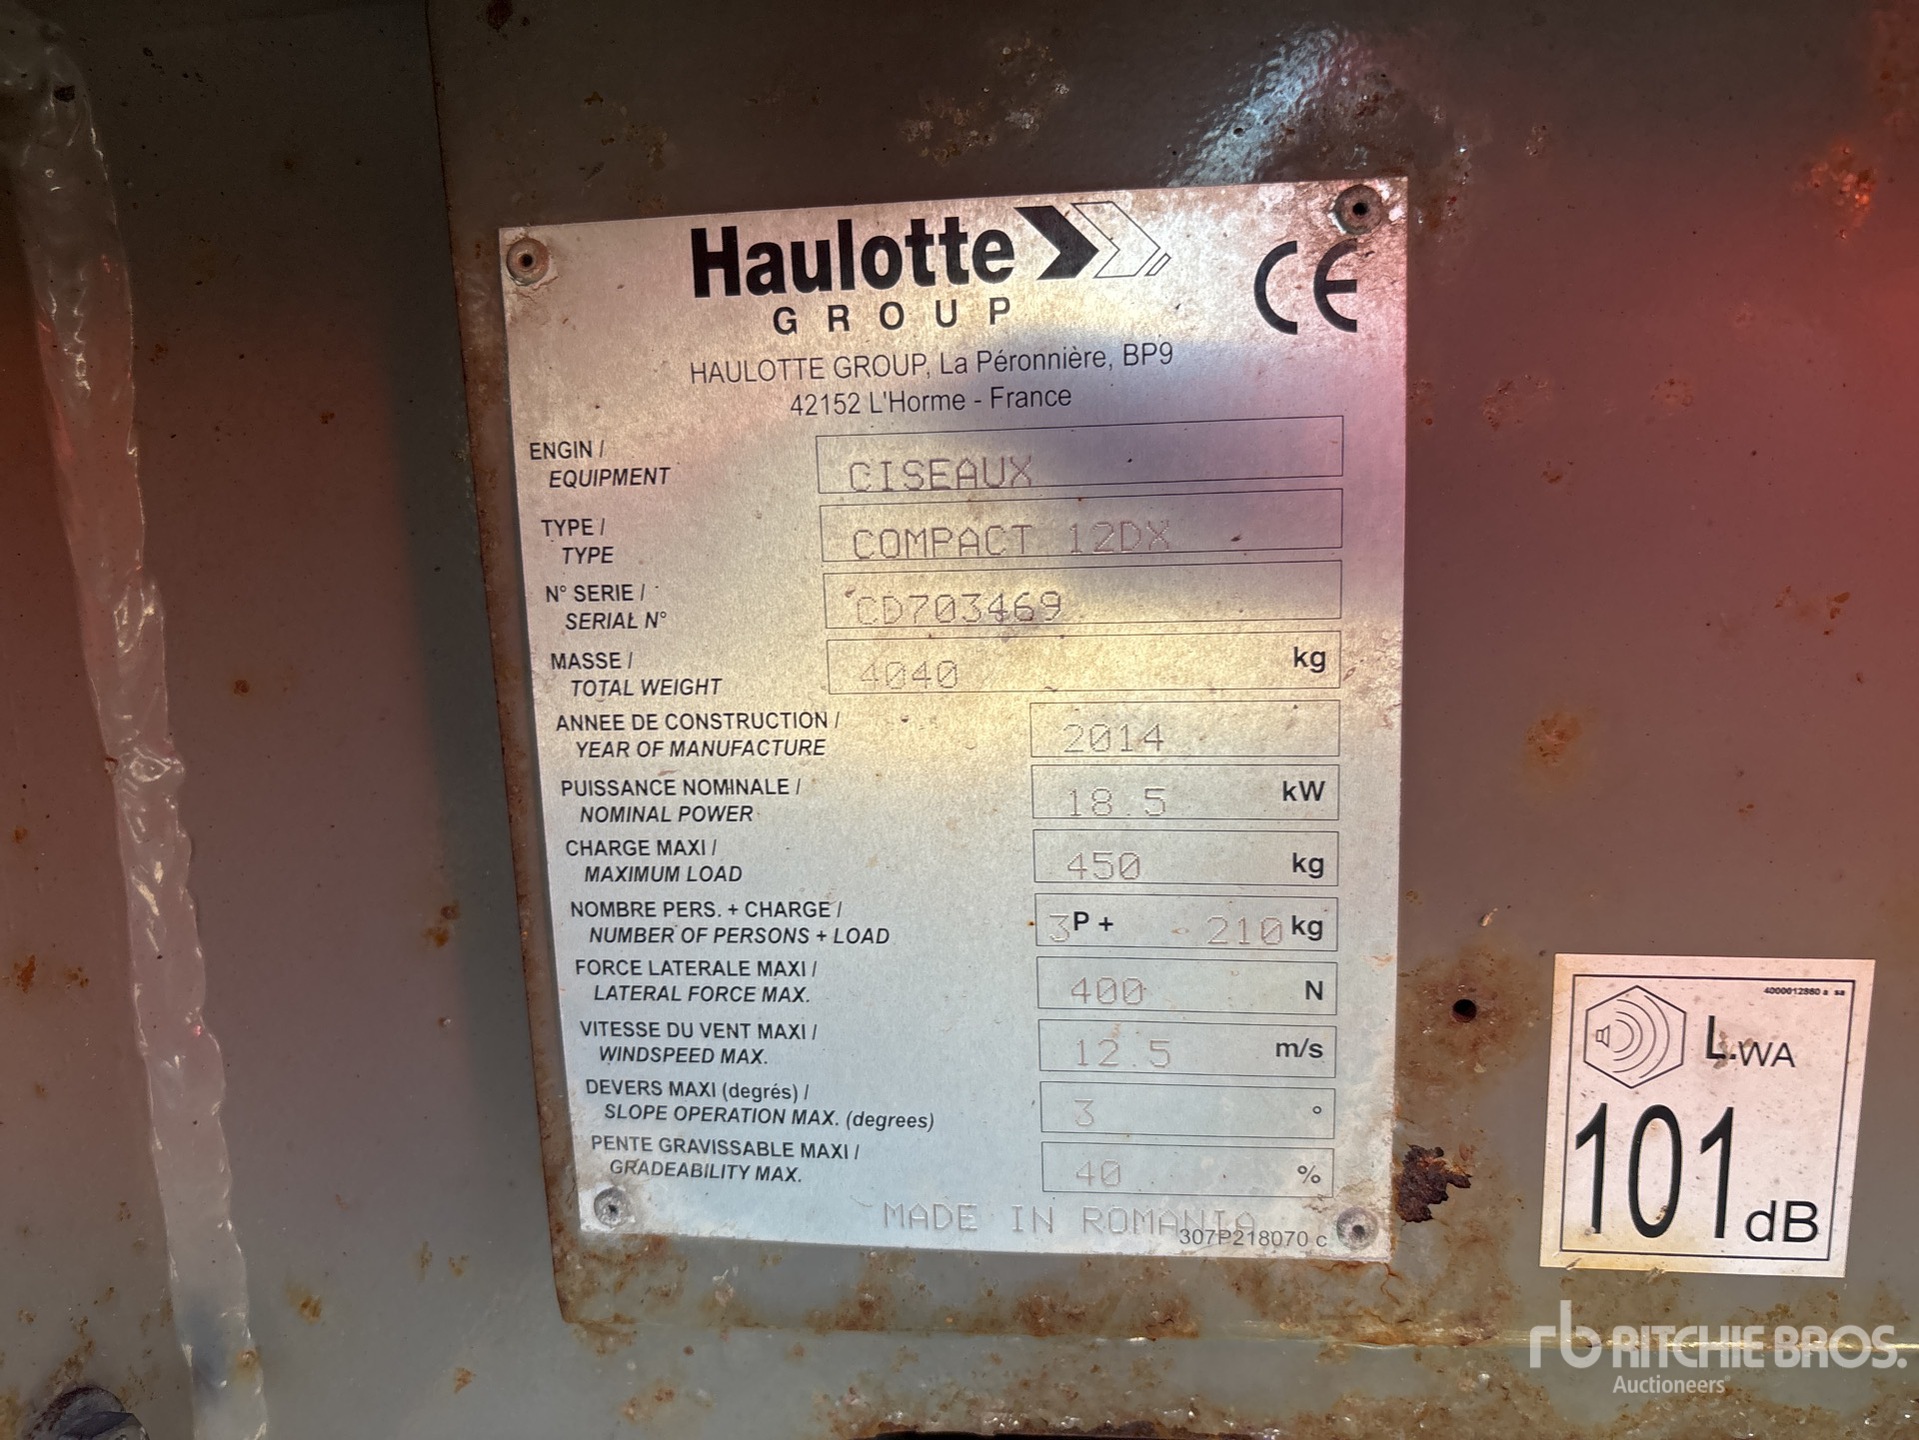 Haulotte
GROUP
CE
HAULOTTE GROUP, La Péronnière, BP9
42152 L'Horme - France
ENGIN /
EQUIPMENT
CISEAUX
TYPE /
TYPE
COMPACT 12DX
N° SERIE /
SERIAL N°
CD703469
MASSE /
TOTAL WEIGHT
4040 kg
ANNEE DE CONSTRUCTION /
YEAR OF MANUFACTURE
2014
PUISSANCE NOMINALE /
NOMINAL POWER
18.5 kW
CHARGE MAXI /
MAXIMUM LOAD
450 kg
NOMBRE PERS. + CHARGE /
NUMBER OF PERSONS + LOAD
3P + 210 kg
FORCE LATERALE MAXI /
LATERAL FORCE MAX.
400 N
VITESSE DU VENT MAXI /
WINDSPEED MAX.
12.5 m/s
DEVERS MAXI (degrés) /
SLOPE OPERATION MAX. (degrees)
3 °
PENTE GRAVISSABLE MAXI /
GRADEABILITY MAX.
40 %
MADE IN ROMANIA
307P218070 c
4000012860 a sa
LWA
101 dB
rb RITCHIE BROS.
Auctioneers